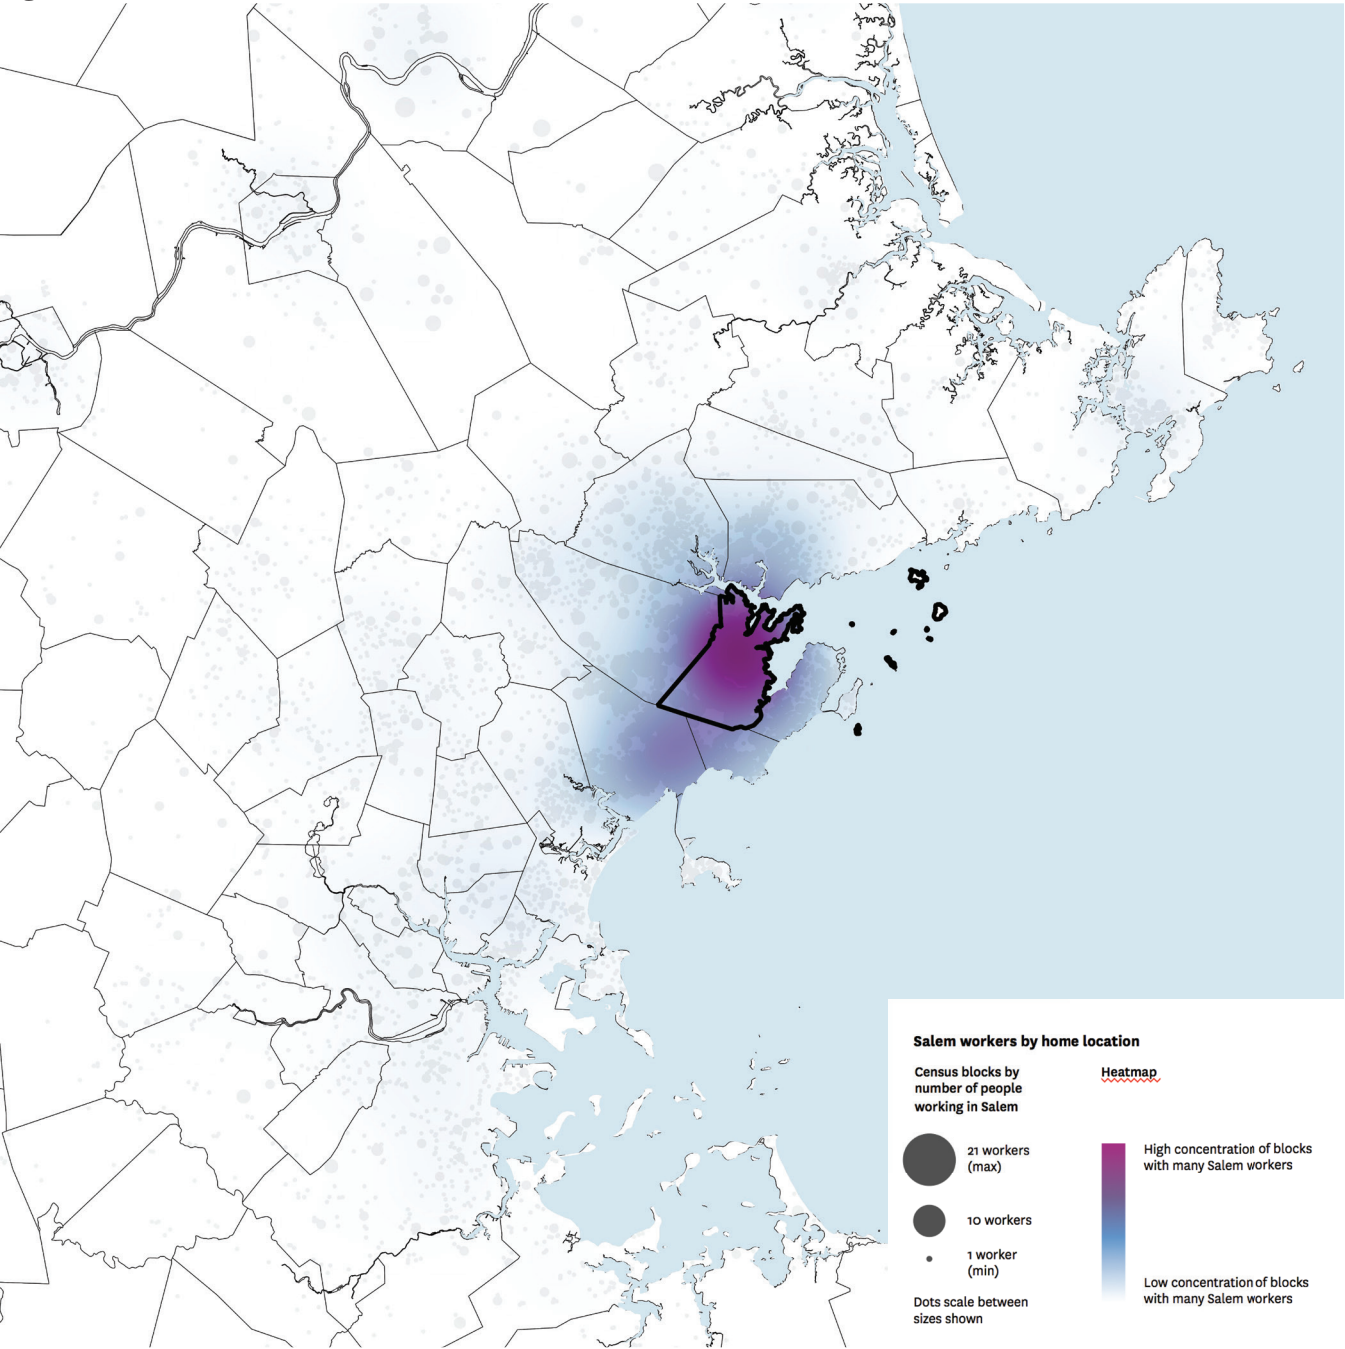 Salem workers by home location
Census blocks by
number of people
working in Salem
Heatmap
21 workers
(max)
10 workers
1 worker
(min)
Dots scale between
sizes shown
High concentration of blocks
with many Salem workers
Low concentration of blocks
with many Salem workers